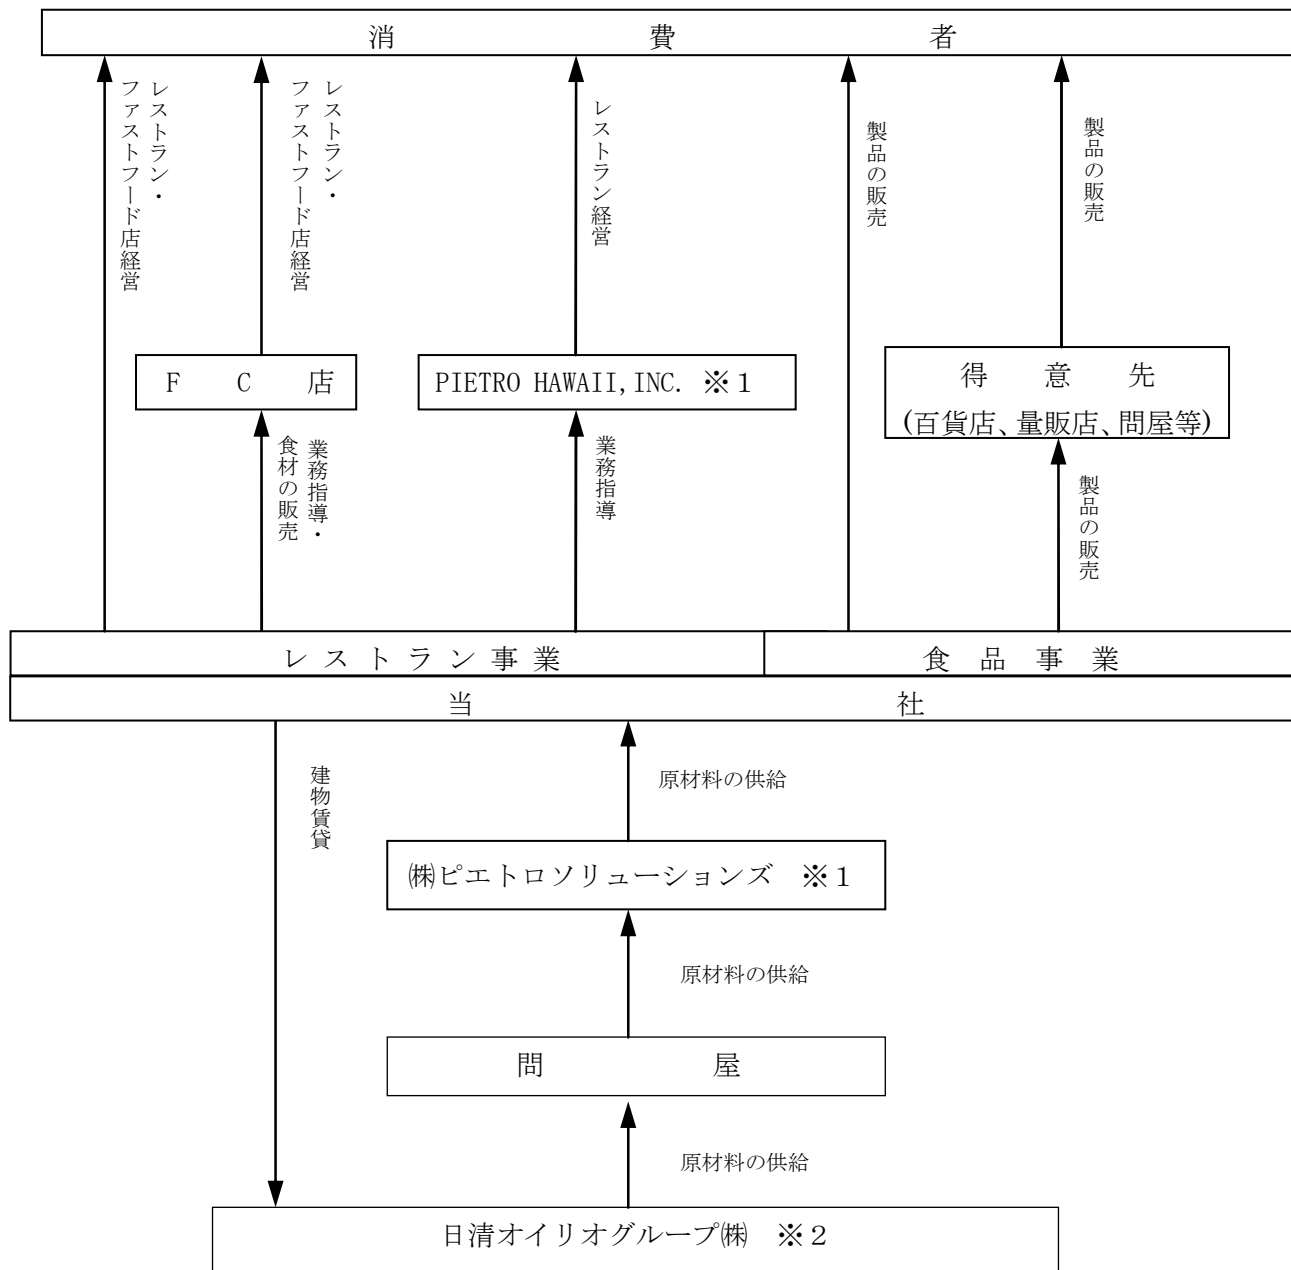 消費者
レストラン・
ファストフード店経営
レストラン・
ファストフード店経営
レストラン経営
製品の販売
製品の販売
FC店
PIETRO HAWAII,INC. ※1
得意先
(百貨店、量販店、問屋等)
業務指導・
食材の販売
業務指導
製品の販売
レストラン事業
食品事業
当社
建物賃貸
原材料の供給
㈱ピエトロソリューションズ ※1
原材料の供給
問屋
原材料の供給
日清オイリオグループ㈱ ※2